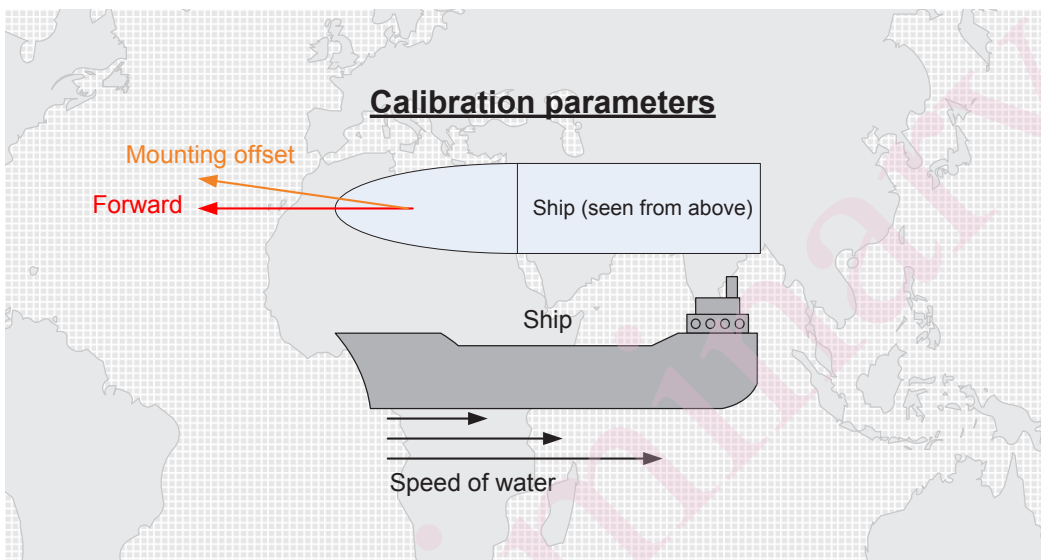 Calibration parameters
Mounting offset
Forward
Ship (seen from above)
Ship
Speed of water